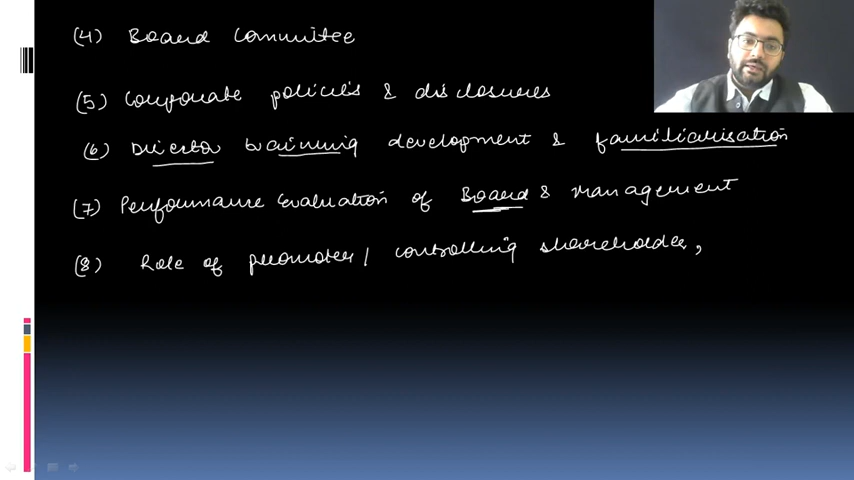 (4) Board Committee
(5) Corporate policies & disclosures
(6) Director training development & familiarisation
(7) Performance Evaluation of Board & management
(8) Role of promoter/ controlling shareholder,